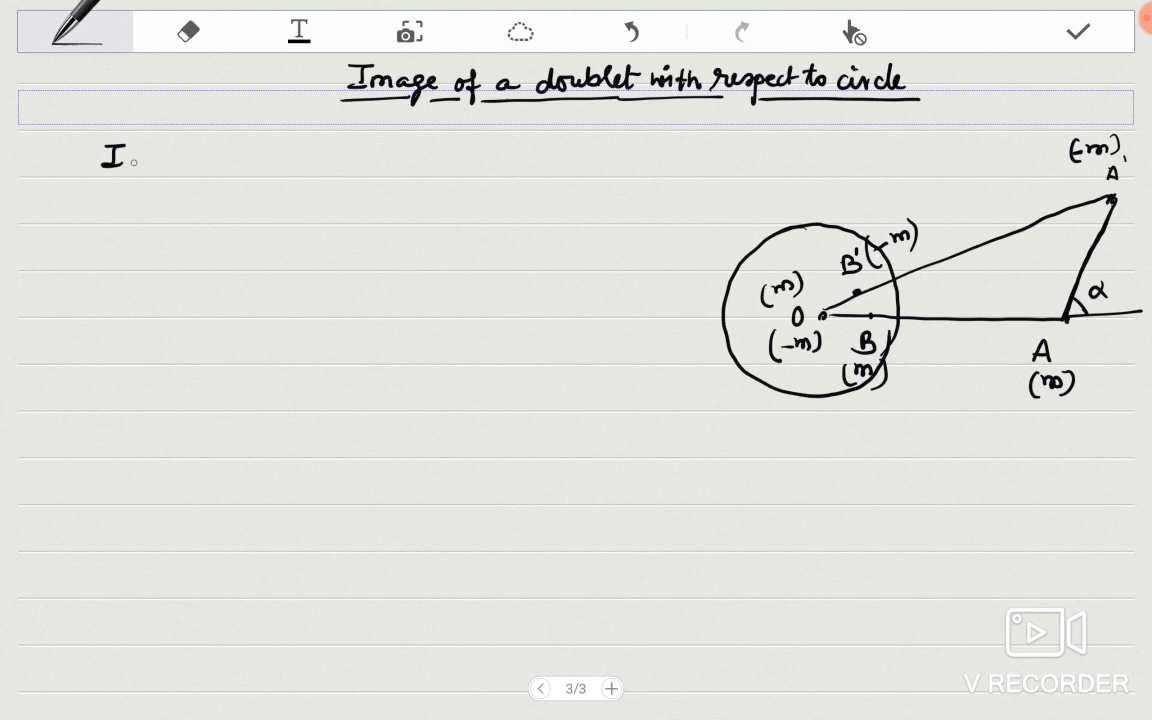 T
Image of a doublet with respect to circle
I
(-m),
A
(-m)
B'
(m)
O
(-m)
B
(m)
α
A
(m)
3/3
V RECORDER